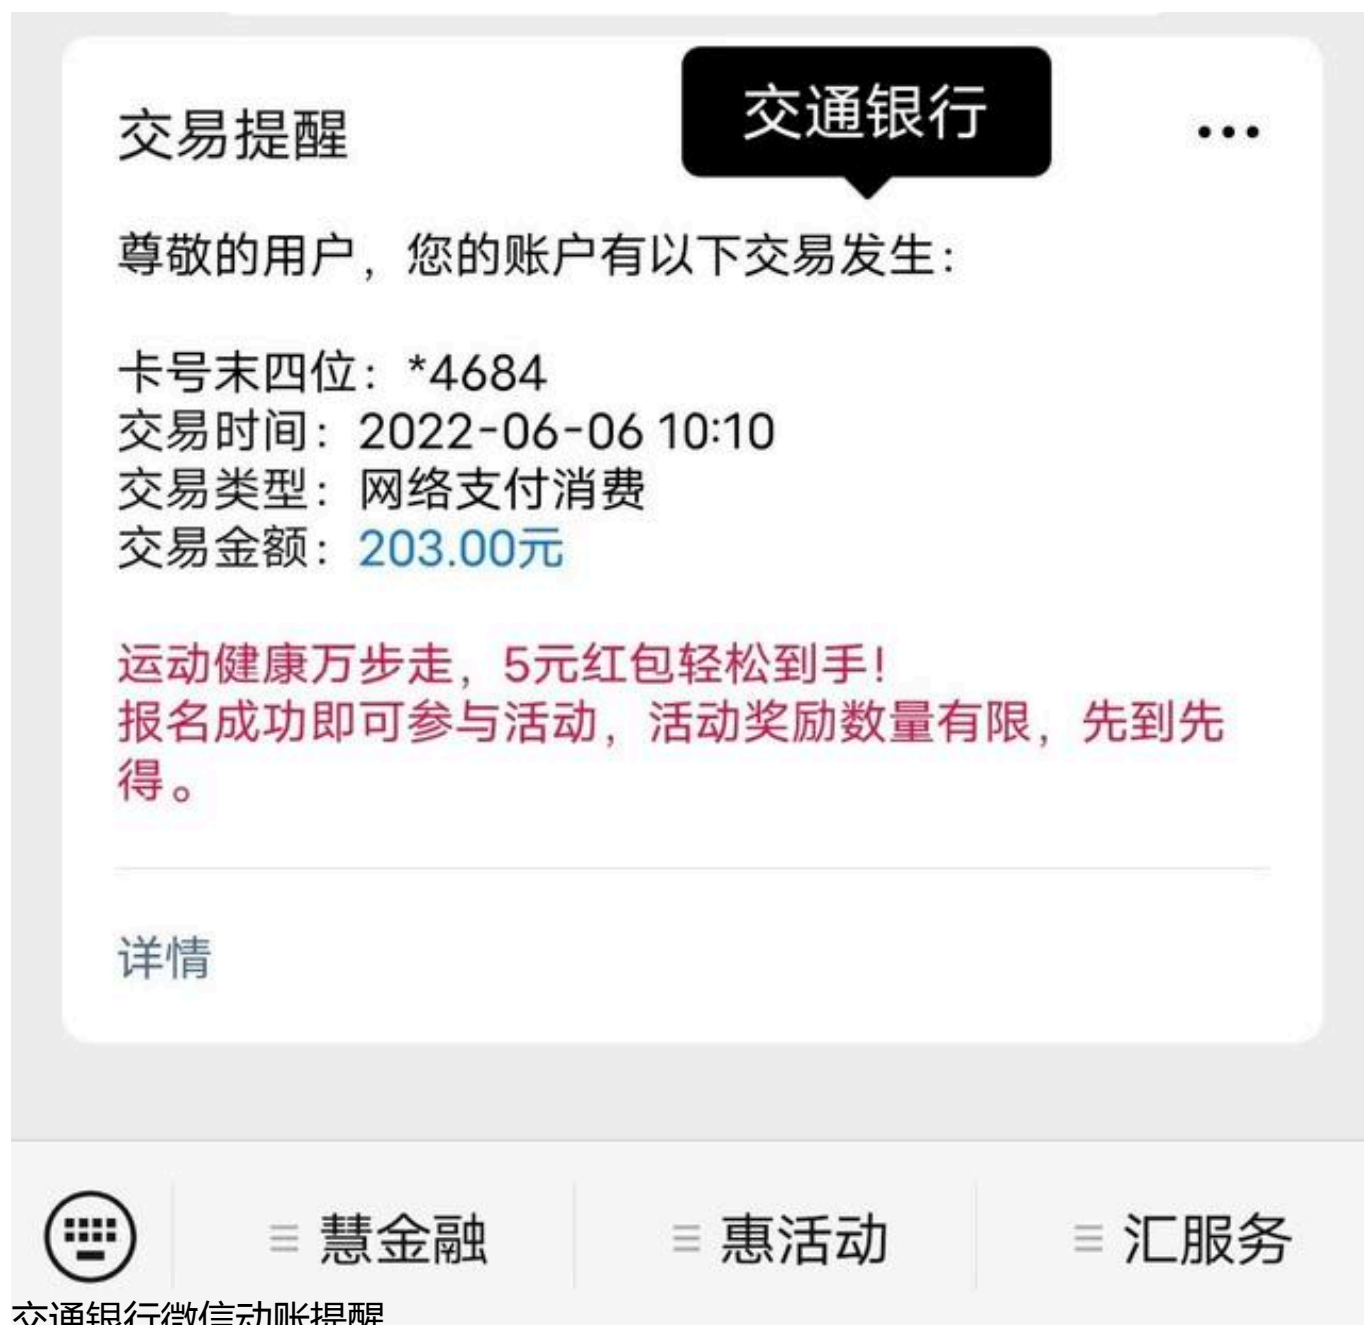 交通银行
交易提醒
尊敬的用户，您的账户有以下交易发生：
卡号末四位：*4684
交易时间：2022-06-06 10:10
交易类型：网络支付消费
交易金额：203.00元
运动健康万步走，5元红包轻松到手！
报名成功即可参与活动，活动奖励数量有限，先到先
得。
详情
慧金融
惠活动
汇服务
交通银行微信动账提醒